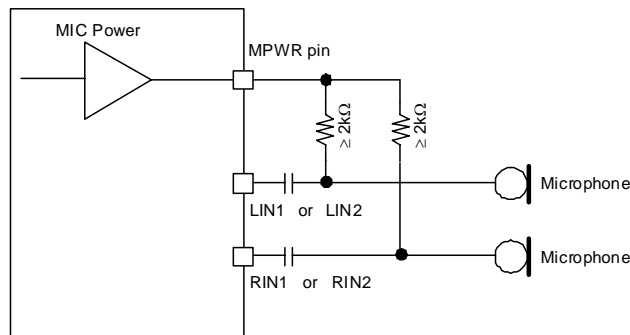 MIC Power
MPWR pin
≥ 2kΩ
≥ 2kΩ
Microphone
LIN1 or LIN2
Microphone
RIN1 or RIN2